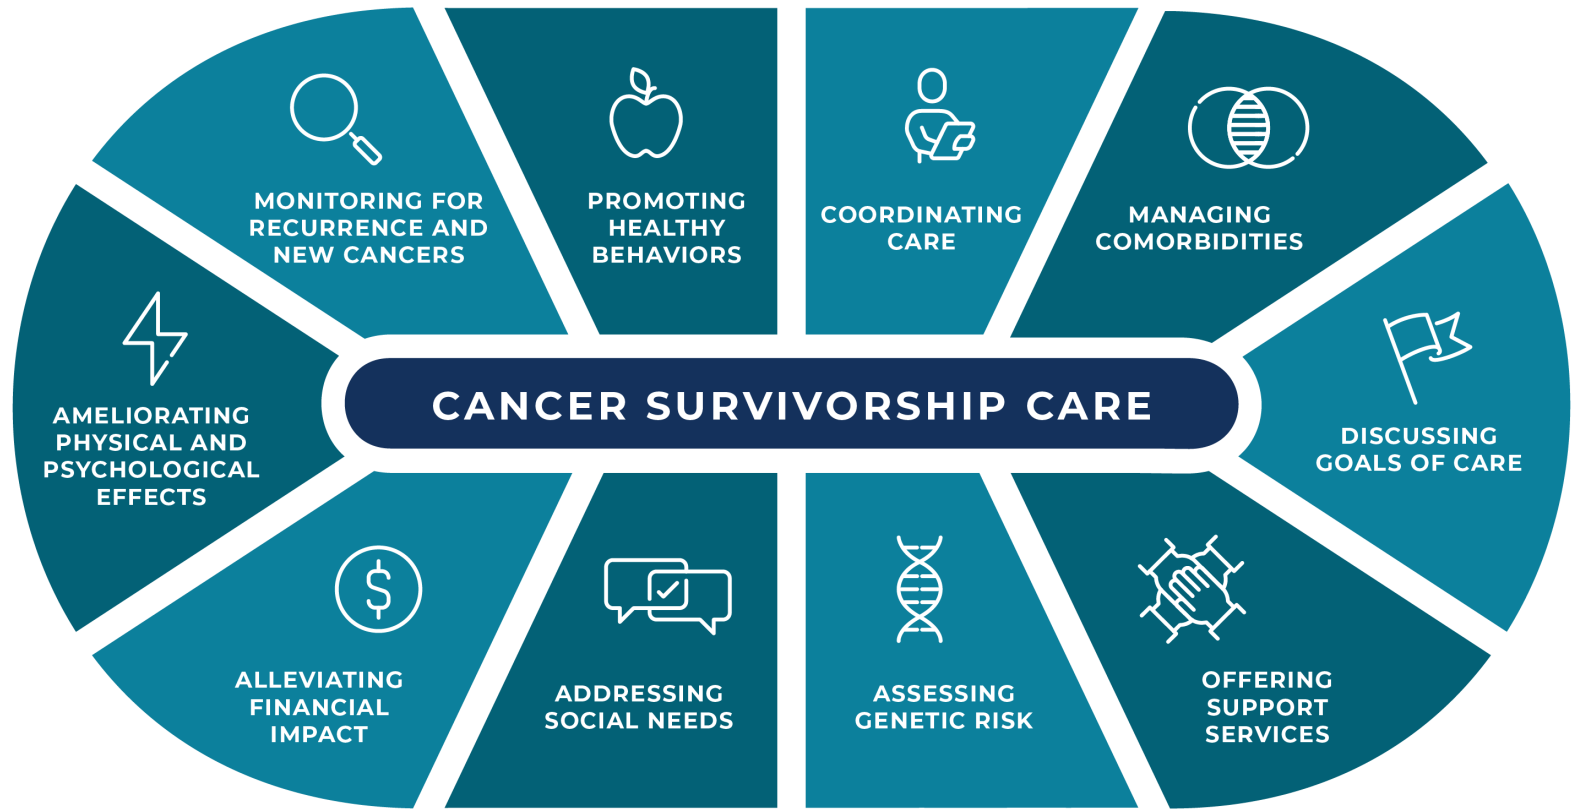 MONITORING FOR
RECURRENCE AND
NEW CANCERS
PROMOTING
HEALTHY
BEHAVIORS
COORDINATING
CARE
MANAGING
COMORBIDITIES
AMELIORATING
PHYSICAL AND
PSYCHOLOGICAL
EFFECTS
CANCER SURVIVORSHIP CARE
DISCUSSING
GOALS OF CARE
ALLEVIATING
FINANCIAL
IMPACT
ADDRESSING
SOCIAL NEEDS
ASSESSING
GENETIC RISK
OFFERING
SUPPORT
SERVICES